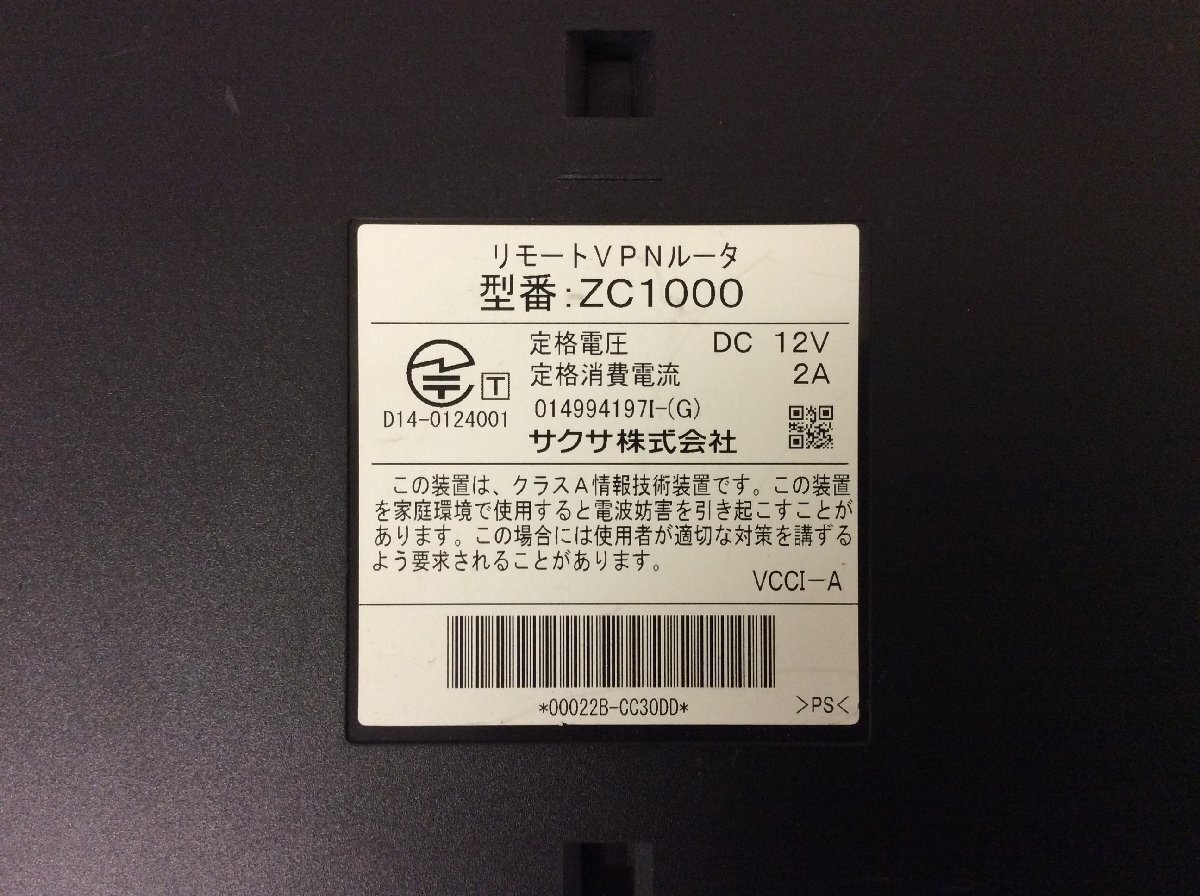 リモートVPNルータ
型番:ZC1000
定格電圧 DC 12V
定格消費電流 2A
T
D14-0124001
014994197I-(G)
サクサ株式会社
この装置は、クラスA情報技術装置です。この装置
を家庭環境で使用すると電波妨害を引き起こすことが
あります。この場合には使用者が適切な対策を講ずる
よう要求されることがあります。
VCCI-A
*00022B-CC30DD*
>PS<